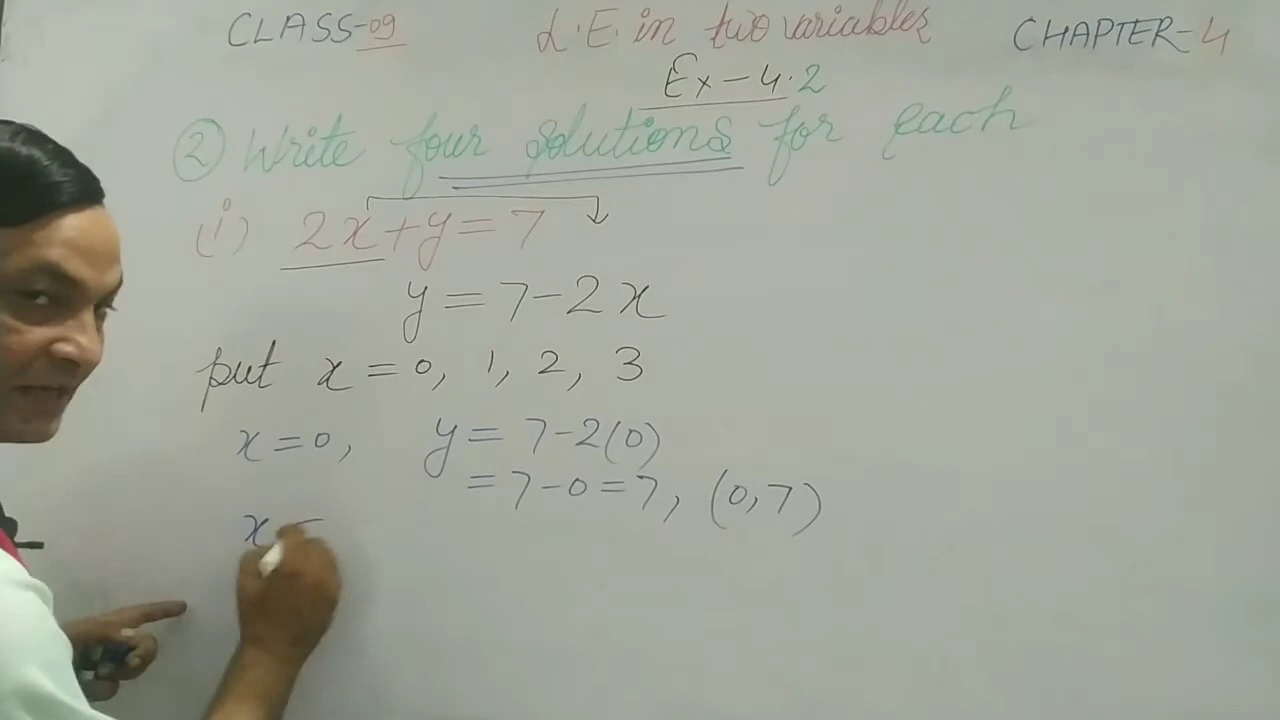 CLASS-09 L.E. in two variables CHAPTER-4
Ex-4.2
② Write four solutions for each
(i) 2x+y=7
y=7-2x
put x=0, 1, 2, 3
x=0, y=7-2(0)
=7-0=7, (0,7)
x=